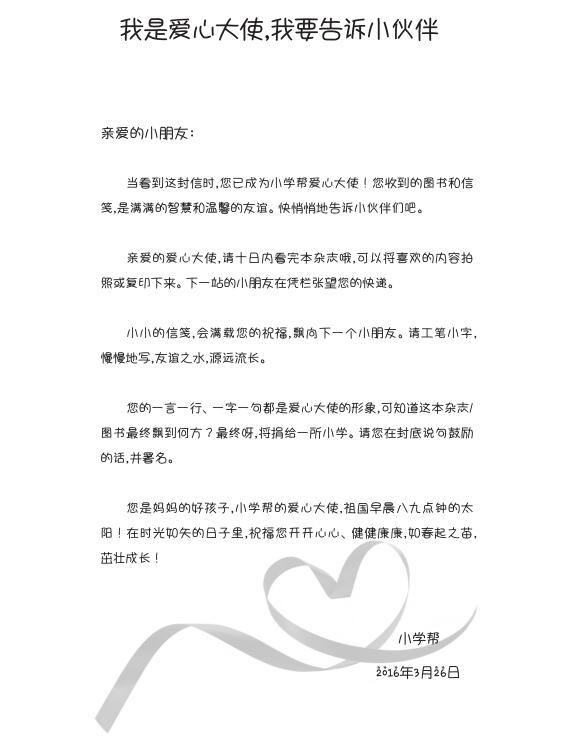 我是爱心大使,我要告诉小伙伴
亲爱的小朋友：
当看到这封信时,您已成为小学帮爱心大使！您收到的图书和信
笺,是满满的智慧和温馨的友谊。快悄悄地告诉小伙伴们吧。
亲爱的爱心大使,请十日内看完本杂志哦,可以将喜欢的内容拍
照或复印下来。下一站的小朋友在凭栏张望您的快递。
小小的信笺,会满载您的祝福,飘向下一个小朋友。请工笔小字,
慢慢地写,友谊之水,源远流长。
您的一言一行、一字一句都是爱心大使的形象,可知道这本杂志/
图书最终飘到何方？最终呀,将捐给一所小学。请您在封底说句鼓励
的话,并署名。
您是妈妈的好孩子,小学帮的爱心大使,祖国早晨八九点钟的太
阳！在时光如矢的日子里,祝福您开开心心、健健康康,如春起之苗,
茁壮成长！
小学帮
2016年3月26日